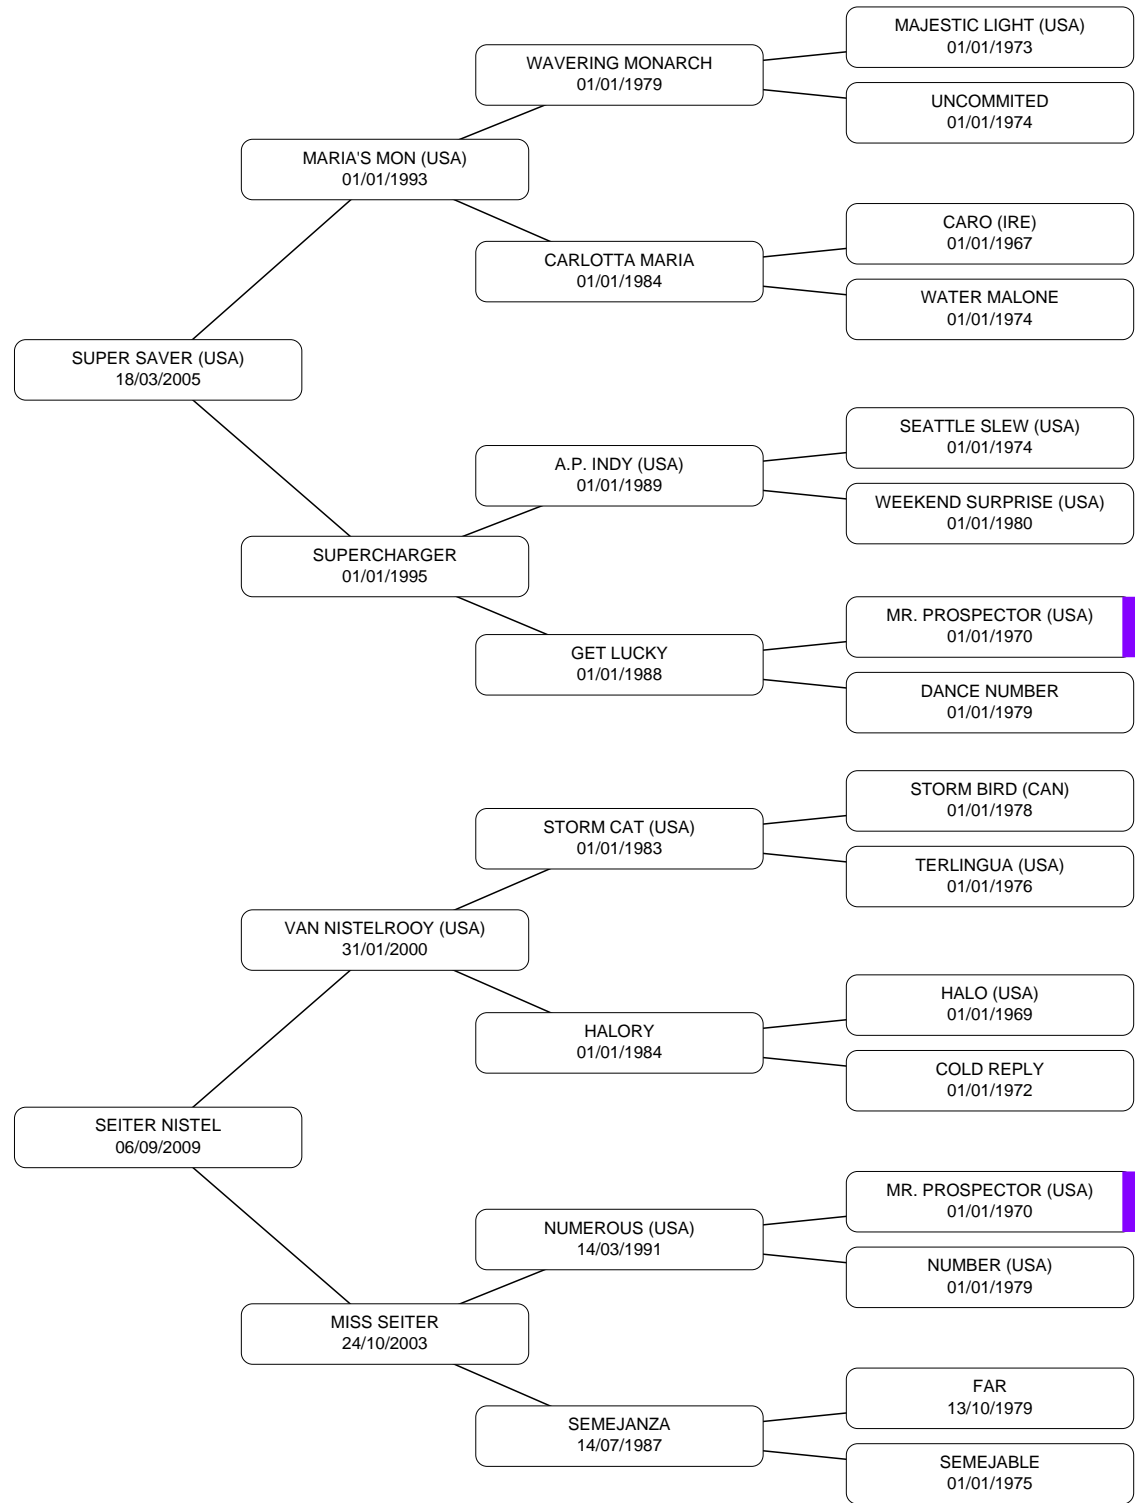 MAJESTIC LIGHT (USA)
01/01/1973
WAVERING MONARCH
01/01/1979
UNCOMMITED
01/01/1974
MARIA'S MON (USA)
01/01/1993
CARO (IRE)
01/01/1967
CARLOTTA MARIA
01/01/1984
WATER MALONE
01/01/1974
SUPER SAVER (USA)
18/03/2005
SEATTLE SLEW (USA)
01/01/1974
A.P. INDY (USA)
01/01/1989
WEEKEND SURPRISE (USA)
01/01/1980
SUPERCHARGER
01/01/1995
MR. PROSPECTOR (USA)
01/01/1970
GET LUCKY
01/01/1988
DANCE NUMBER
01/01/1979
STORM BIRD (CAN)
01/01/1978
STORM CAT (USA)
01/01/1983
TERLINGUA (USA)
01/01/1976
VAN NISTELROOY (USA)
31/01/2000
HALO (USA)
01/01/1969
HALORY
01/01/1984
COLD REPLY
01/01/1972
SEITER NISTEL
06/09/2009
MR. PROSPECTOR (USA)
01/01/1970
NUMEROUS (USA)
14/03/1991
NUMBER (USA)
01/01/1979
MISS SEITER
24/10/2003
FAR
13/10/1979
SEMEJANZA
14/07/1987
SEMEJABLE
01/01/1975